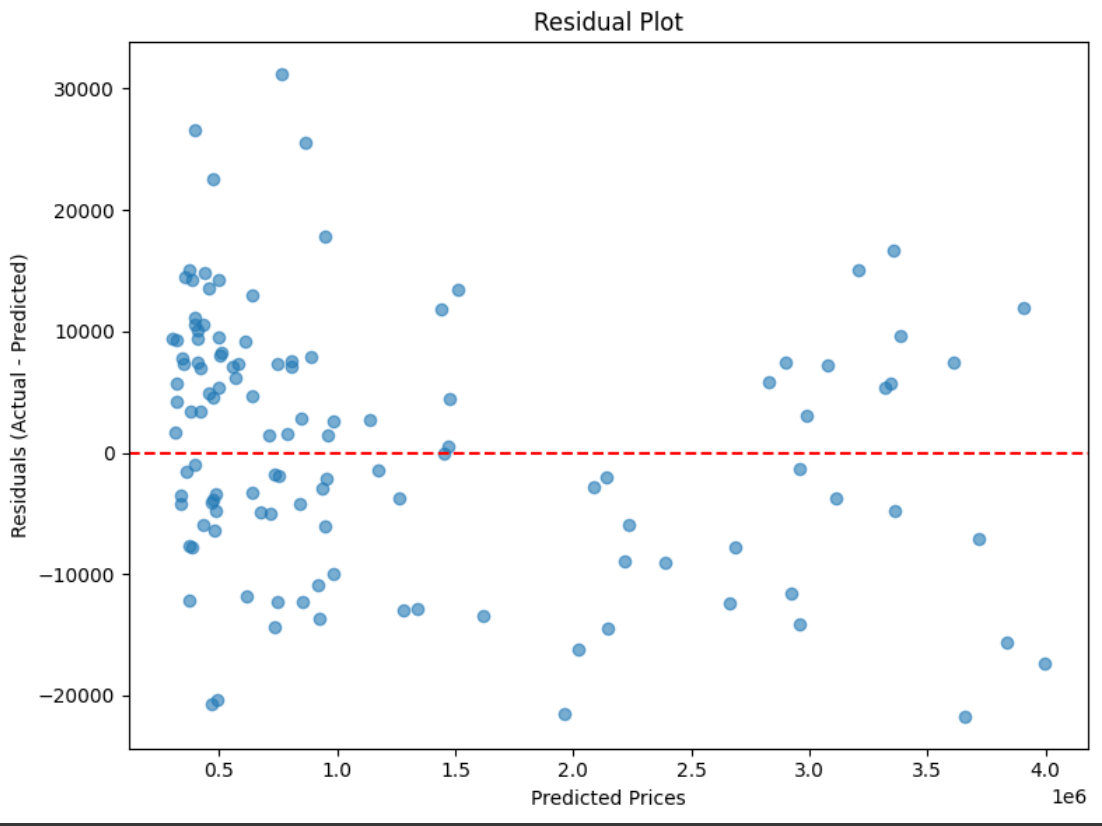 Residual Plot
Residuals (Actual - Predicted)
30000
20000
10000
0
−10000
−20000
0.5 1.0 1.5 2.0 2.5 3.0 3.5 4.0
1e6
Predicted Prices